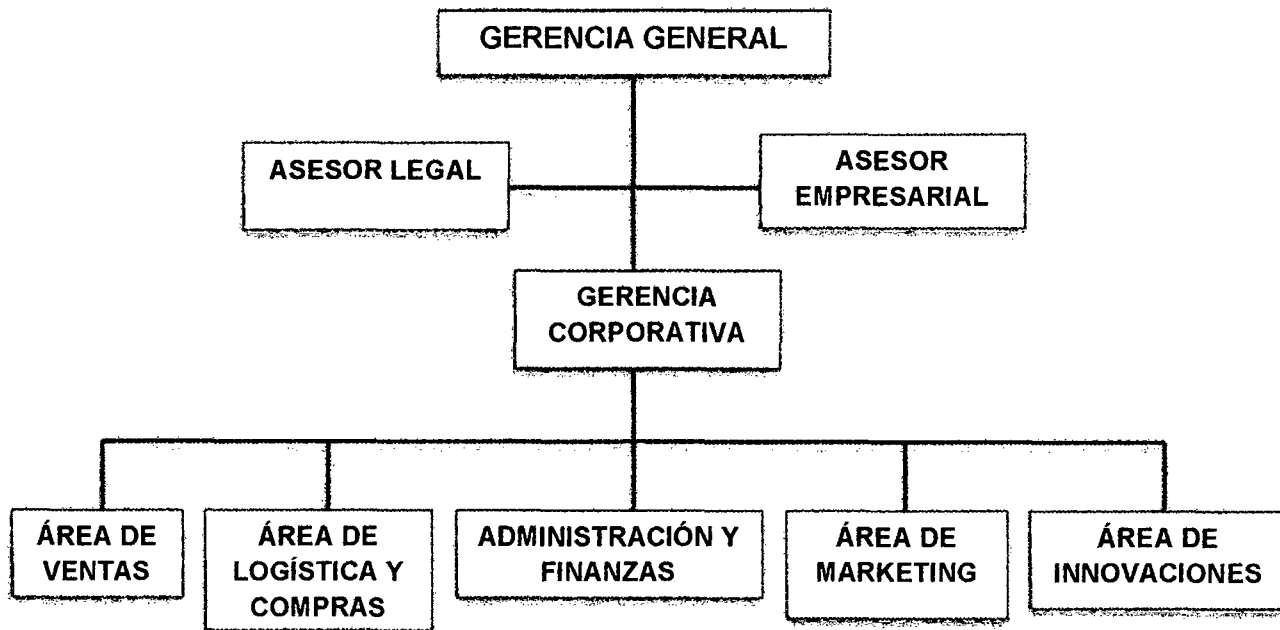 GERENCIA GENERAL
ASESOR LEGAL
ASESOR
EMPRESARIAL
GERENCIA
CORPORATIVA
ÁREA DE
VENTAS
ÁREA DE
LOGÍSTICA Y
COMPRAS
ADMINISTRACIÓN Y
FINANZAS
ÁREA DE
MARKETING
ÁREA DE
INNOVACIONES